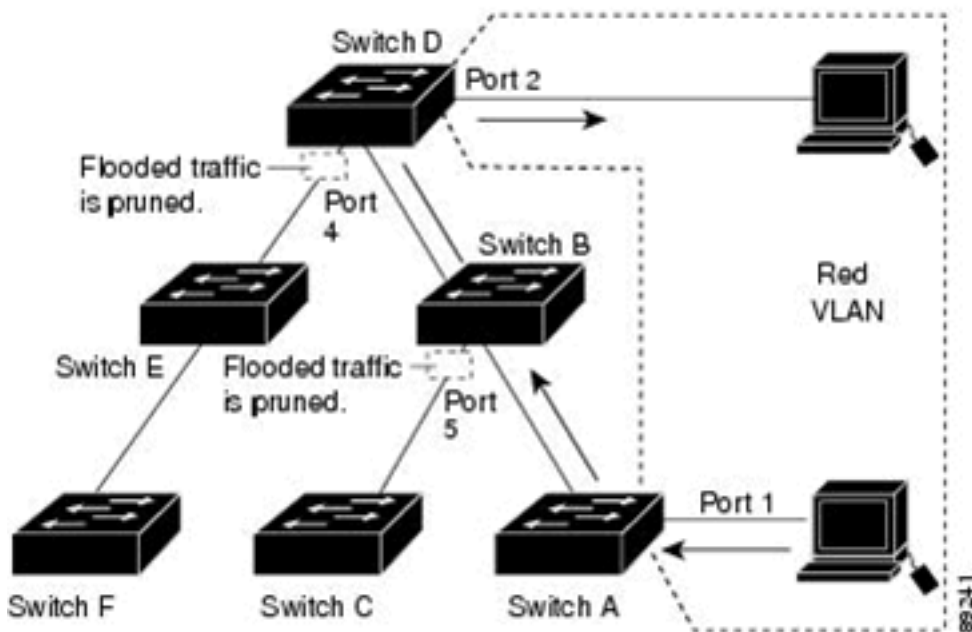 Switch D
Port 2
Flooded traffic
is pruned.
Port
4
Switch B
Red
VLAN
Switch E
Flooded traffic
is pruned.
Port
5
Port 1
Switch F
Switch C
Switch A